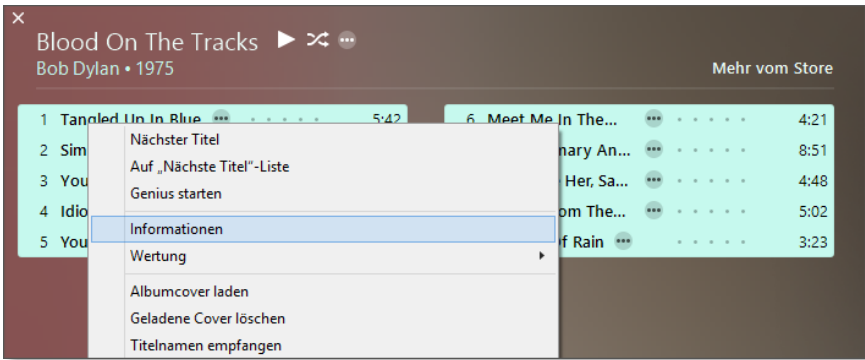 Blood On The Tracks
Bob Dylan • 1975
Mehr vom Store
1 Tangled Up In Blue 5:42
2 Sim
3 You
4 Idio
5 You
6 Meet Me In The... 4:21
nary An... 8:51
Her, Sa... 4:48
om The... 5:02
f Rain 3:23
Nächster Titel
Auf „Nächste Titel"-Liste
Genius starten
Informationen
Wertung
Albumcover laden
Geladene Cover löschen
Titelnamen empfangen